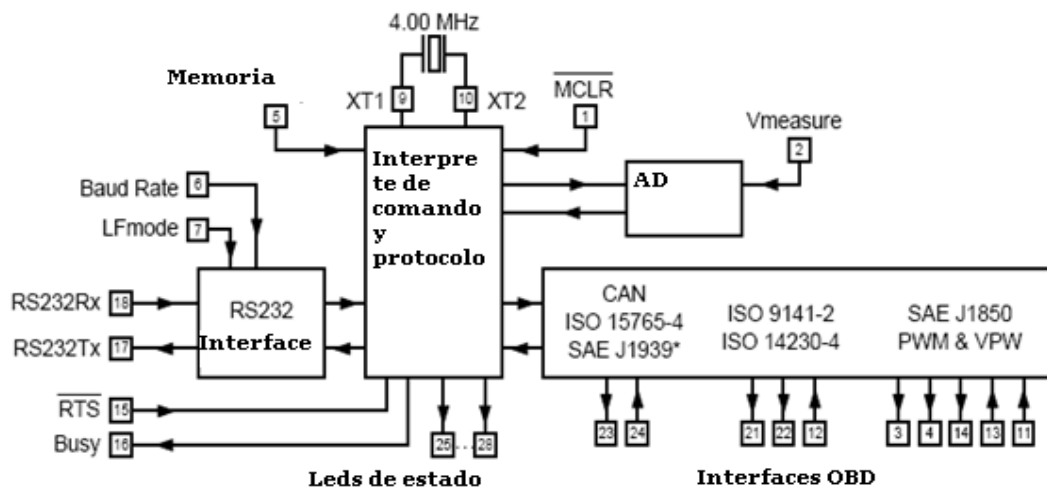 4.00 MHz
Memoria
XT1
9
10
XT2
MCLR
5
1
Vmeasure
2
Interpre
te de
comando
y
protocolo
AD
Baud Rate
6
LFmode
7
RS232Rx
18
RS232
Interface
RS232Tx
17
CAN
ISO 15765-4
SAE J1939*
ISO 9141-2
ISO 14230-4
SAE J1850
PWM & VPW
RTS
15
Busy
16
25
...
28
23
24
21
22
12
3
4
14
13
11
Leds de estado
Interfaces OBD